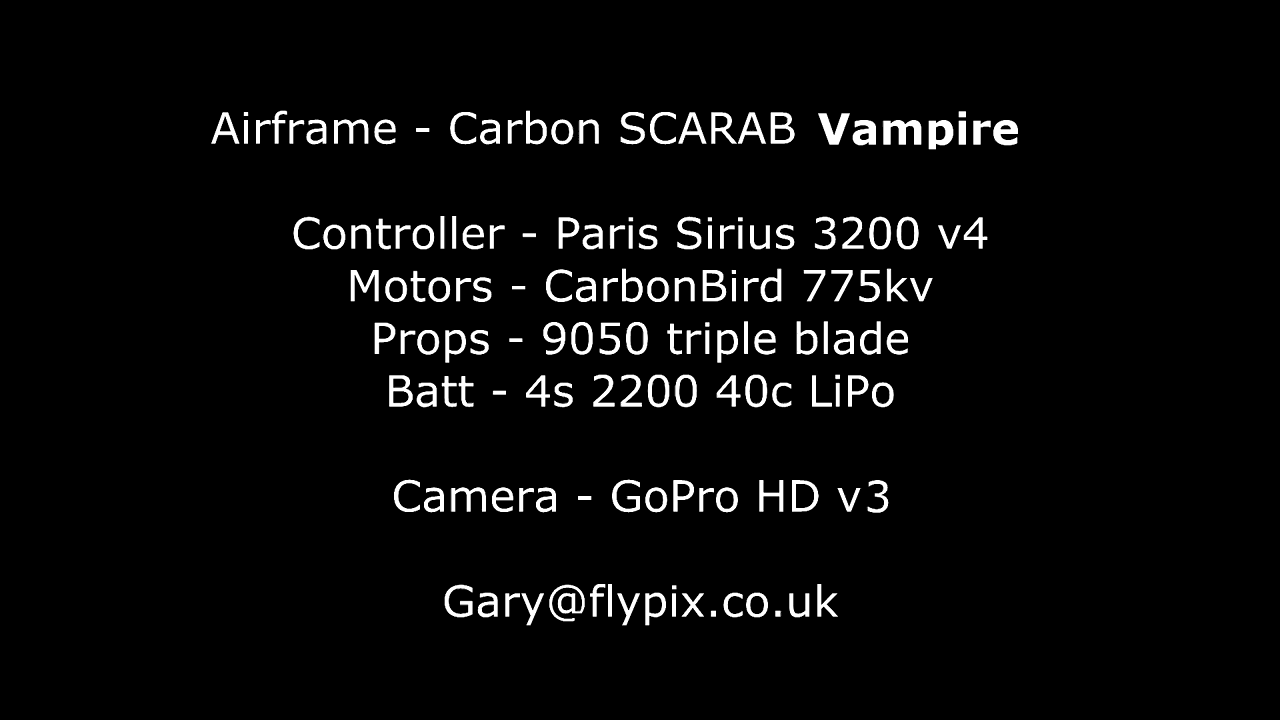 Airframe - Carbon SCARAB Vampire
Controller - Paris Sirius 3200 v4
Motors - CarbonBird 775kv
Props - 9050 triple blade
Batt - 4s 2200 40c LiPo
Camera - GoPro HD v3
Gary@flypix.co.uk